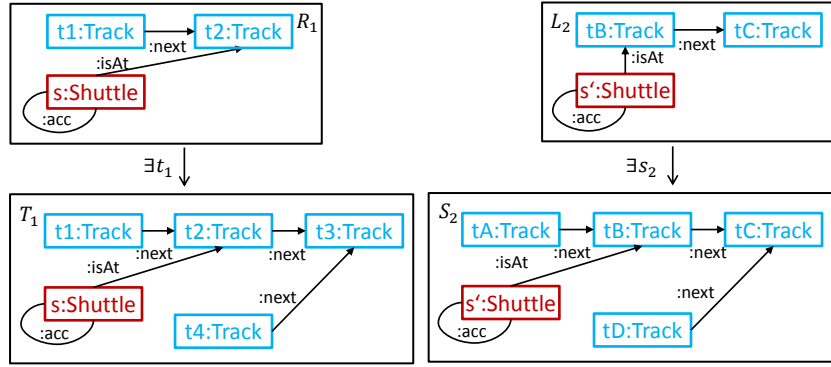 t1:Track :next t2:Track R₁
:isAt
s:Shuttle
:acc
L₂ tB:Track :next tC:Track
:isAt
s‘:Shuttle
:acc
∃t₁
∃s₂
T₁ t1:Track :next t2:Track :next t3:Track
:isAt
s:Shuttle :next
:acc t4:Track
S₂ tA:Track :next tB:Track :next tC:Track
:isAt
s‘:Shuttle :next
:acc tD:Track